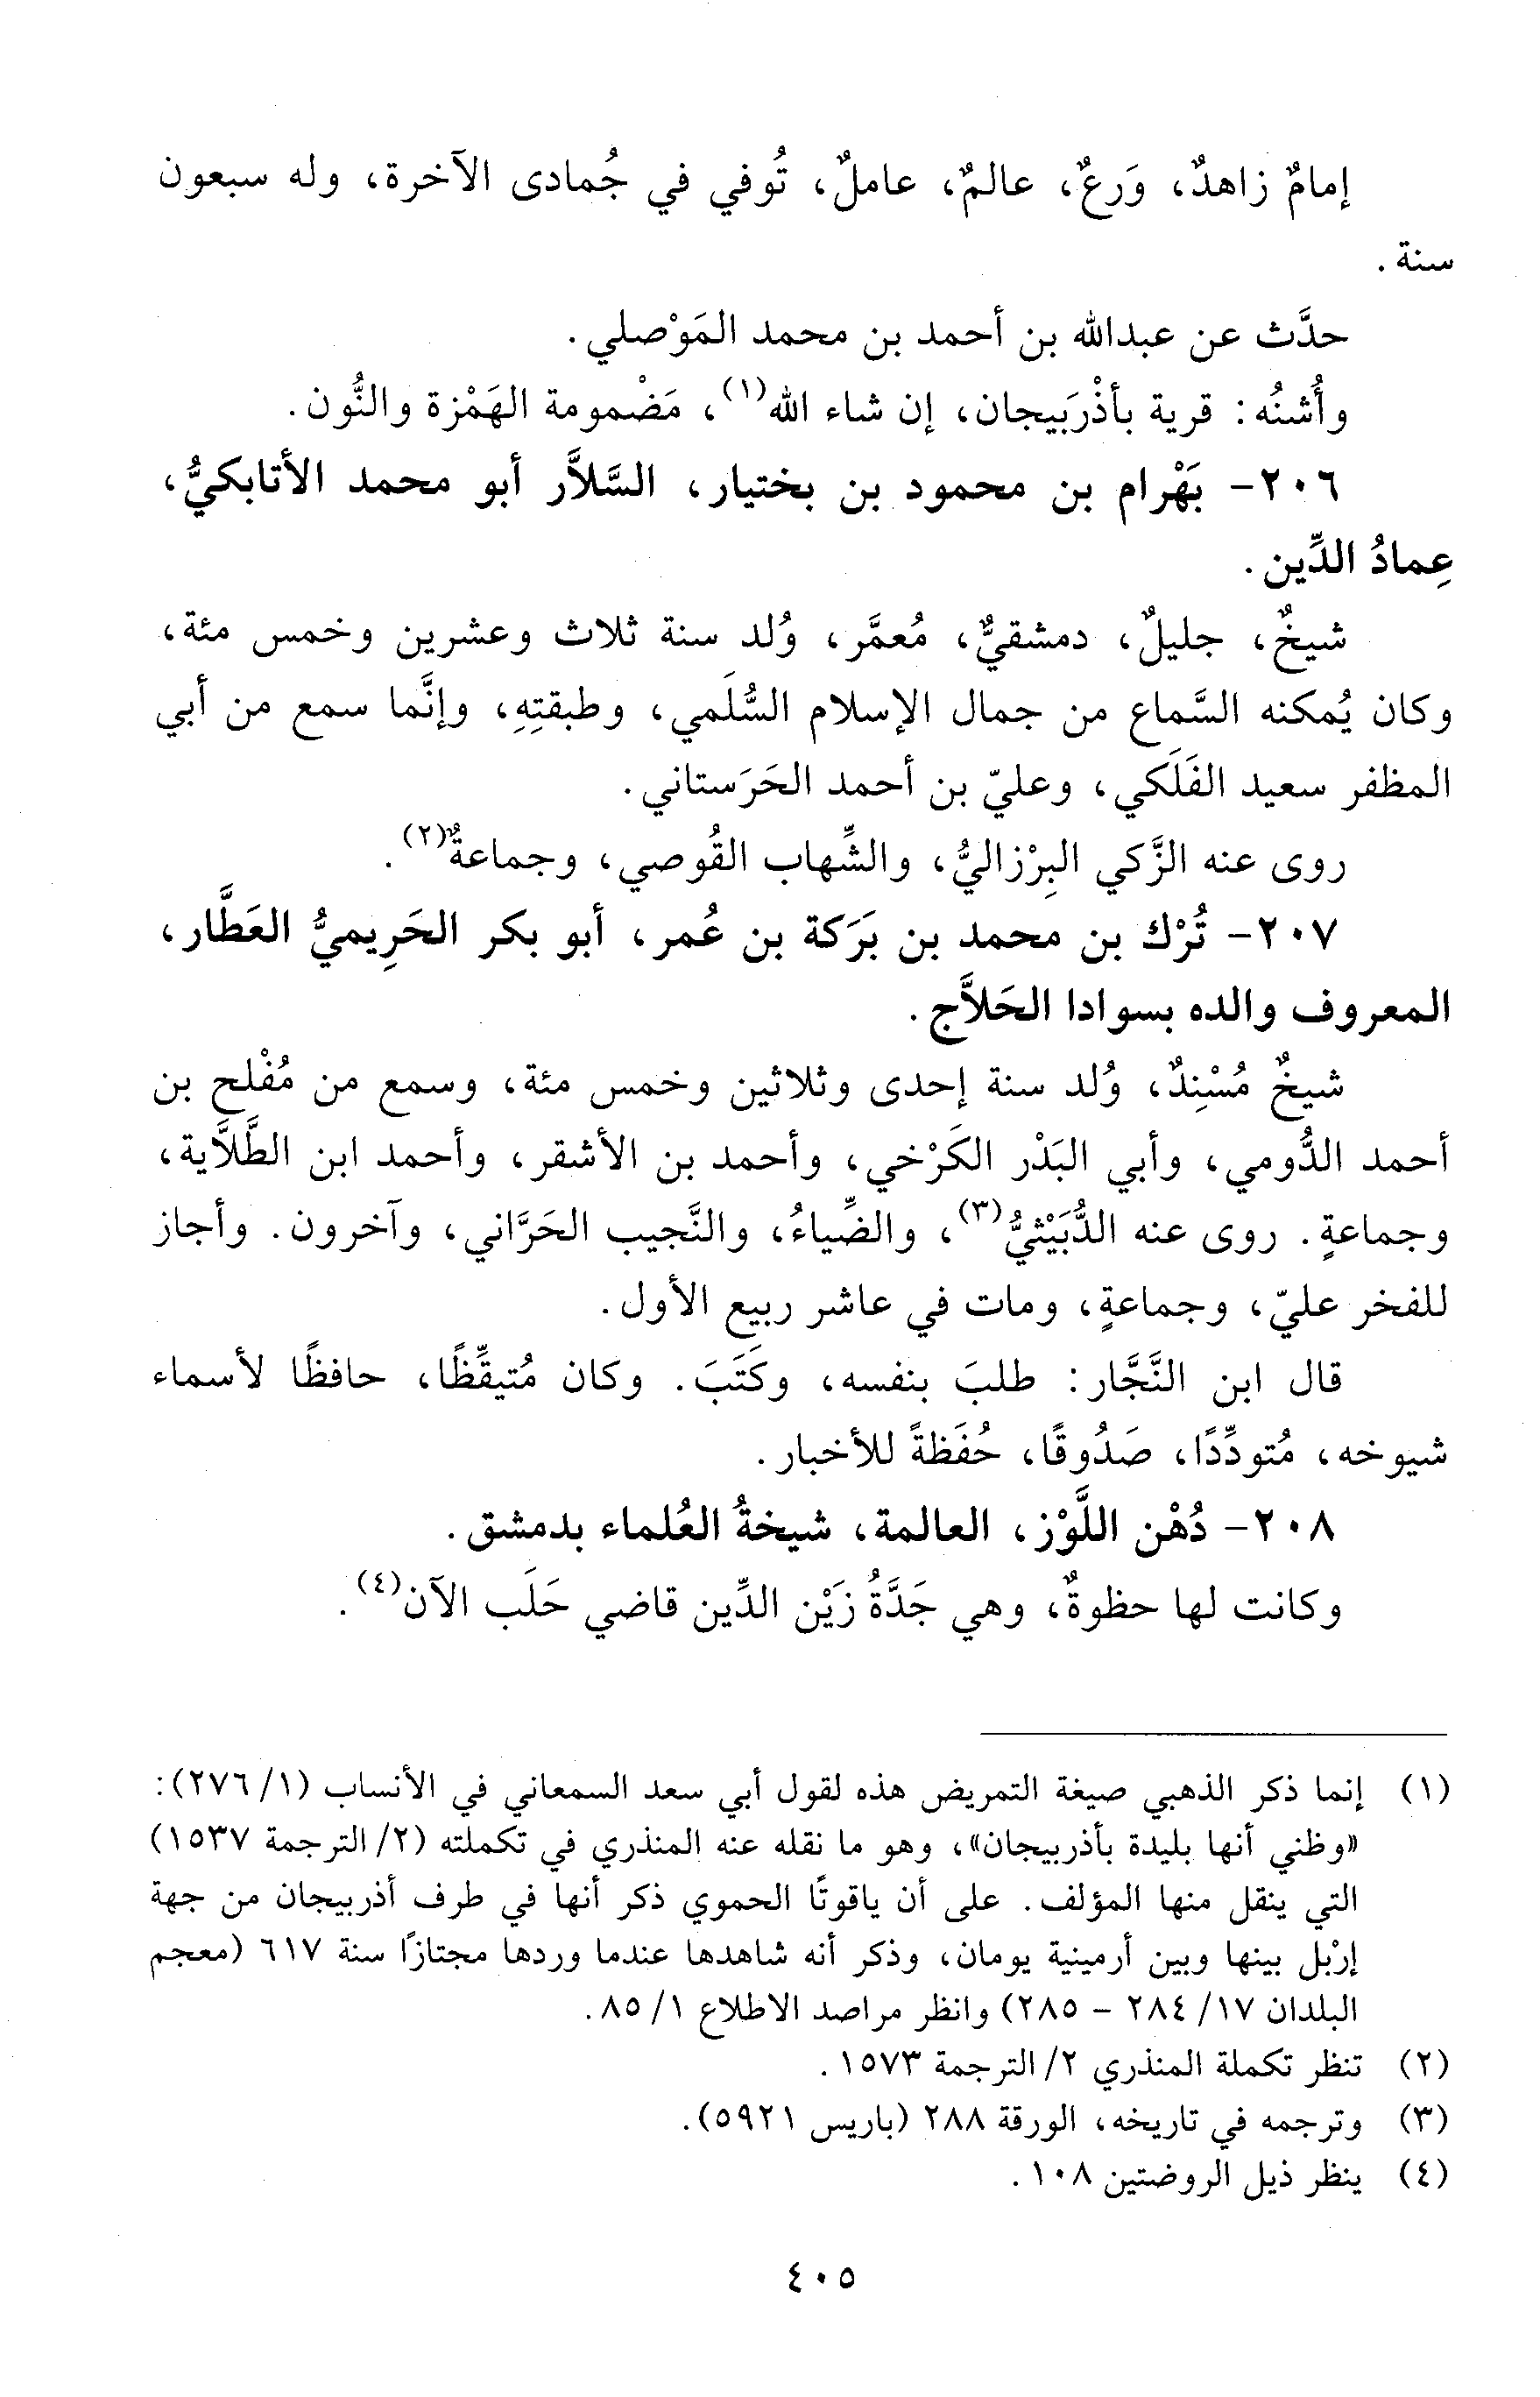 إمامٌ زاهدٌ، وَرعٌ، عالمٌ، عاملٌ، تُوفي في جُمادى الآخرة، وله سبعون
سنة.
حدَّث عن عبدالله بن أحمد بن محمد المَوْصلي.
وأُشنُه: قرية بأذْرَبيجان، إن شاء الله(١)، مَضْمومة الهَمْزة والنُّون.
٢٠٦- بَهْرام بن محمود بن بختيار، السَّلاَّر أبو محمد الأتابكيُّ،
عِمادُ الدِّين.
شيخٌ، جليلٌ، دمشقيٌّ، مُعمَّر، وُلد سنة ثلاث وعشرين وخمس مئة،
وكان يُمكنه السَّماع من جمال الإسلام السُّلَمي، وطبقتِهِ، وإنَّما سمع من أبي
المظفر سعيد الفَلَكي، وعليّ بن أحمد الحَرَستاني.
روى عنه الزَّكي البِرْزاليُّ، والشِّهاب القُوصي، وجماعةٌ(٢).
٢٠٧- تُرْك بن محمد بن بَرَكة بن عُمر، أبو بكر الحَرِيميُّ العَطَّار،
المعروف والده بسوادا الحَلاَّج.
شيخٌ مُسْنِدٌ، وُلد سنة إحدى وثلاثين وخمس مئة، وسمع من مُفْلح بن
أحمد الدُّومي، وأبي البَدْر الكَرْخي، وأحمد بن الأشقر، وأحمد ابن الطَّلاَّية،
وجماعةٍ. روى عنه الدُّبَيْثيُّ(٣)، والضِّياءُ، والنَّجيب الحَرَّاني، وآخرون. وأجاز
للفخر عليّ، وجماعةٍ، ومات في عاشر ربيع الأول.
قال ابن النَّجَّار: طلبَ بنفسه، وكَتَبَ. وكان مُتيقِّظًا، حافظًا لأسماء
شيوخه، مُتودِّدًا، صَدُوقًا، حُفَظةً للأخبار.
٢٠٨- دُهْن اللَّوْز، العالمة، شيخةُ العُلماء بدمشق.
وكانت لها حظوةٌ، وهي جَدَّةُ زَيْن الدِّين قاضي حَلَب الآن(٤).
(١) إنما ذكر الذهبي صيغة التمريض هذه لقول أبي سعد السمعاني في الأنساب (١/ ٢٧٦):
«وظني أنها بليدة بأذربيجان»، وهو ما نقله عنه المنذري في تكملته (٢/ الترجمة ١٥٣٧)
التي ينقل منها المؤلف. على أن ياقوتًا الحموي ذكر أنها في طرف أذربيجان من جهة
إرْبل بينها وبين أرمينية يومان، وذكر أنه شاهدها عندما وردها مجتازًا سنة ٦١٧ (معجم
البلدان ١٧/ ٢٨٤ - ٢٨٥) وانظر مراصد الاطلاع ١/ ٨٥.
(٢) تنظر تكملة المنذري ٢/ الترجمة ١٥٧٣.
(٣) وترجمه في تاريخه، الورقة ٢٨٨ (باريس ٥٩٢١).
(٤) ينظر ذيل الروضتين ١٠٨.
٤٠٥